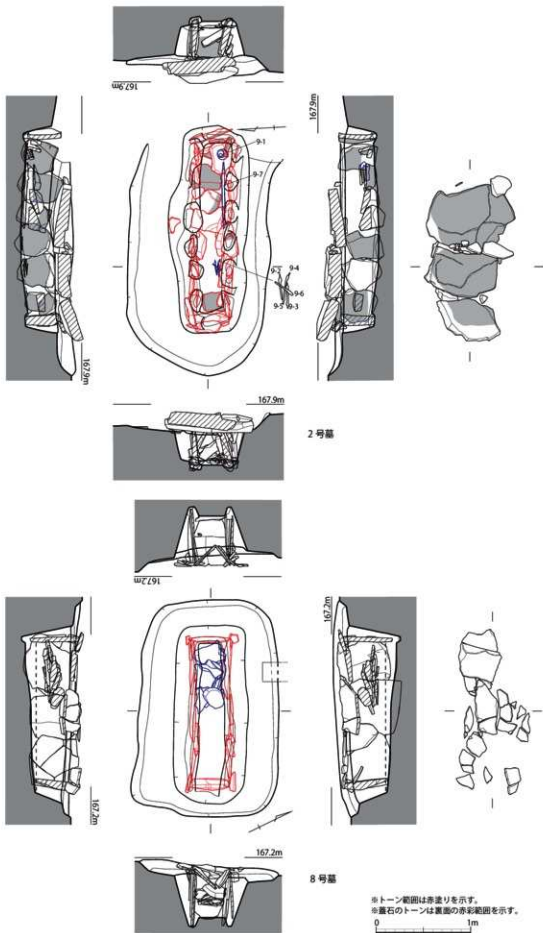 167.9m
167.9m
9-1
9-7
9-4
9-6
9-5
9-3
167.9m
167.9m
2 号墓
167.2m
167.2m
167.2m
167.2m
8 号墓
※トーン範囲は赤塗りを示す。
※蓋石のトーンは裏面の赤彩範囲を示す。
0
1m